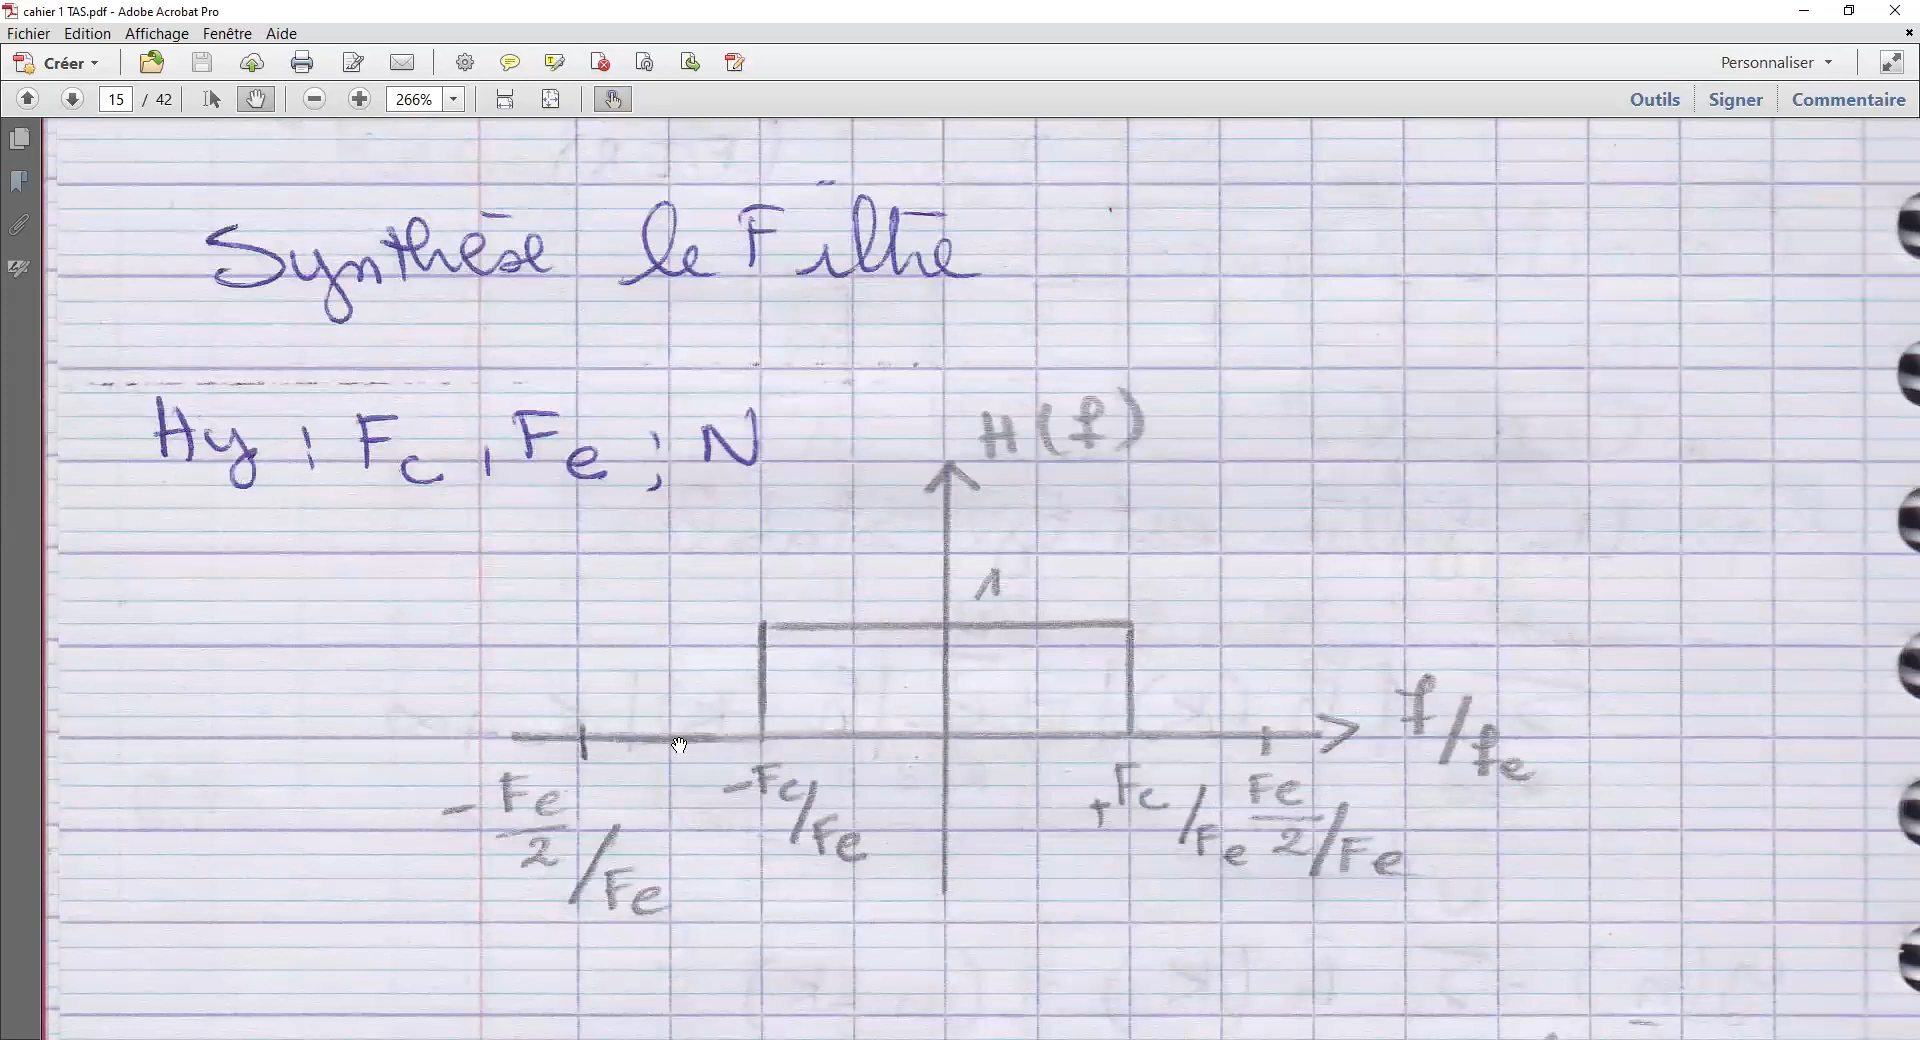 cahier 1 TAS.pdf - Adobe Acrobat Pro
Fichier Edition Affichage Fenêtre Aide
Créer Personnaliser
15 / 42 266% Outils Signer Commentaire
Synthèse le Filtre
Hy : Fc , Fe ; N
H(f)
1
f/fe
-Fe/2/Fe -Fc/Fe +Fc/Fe Fe/2/Fe